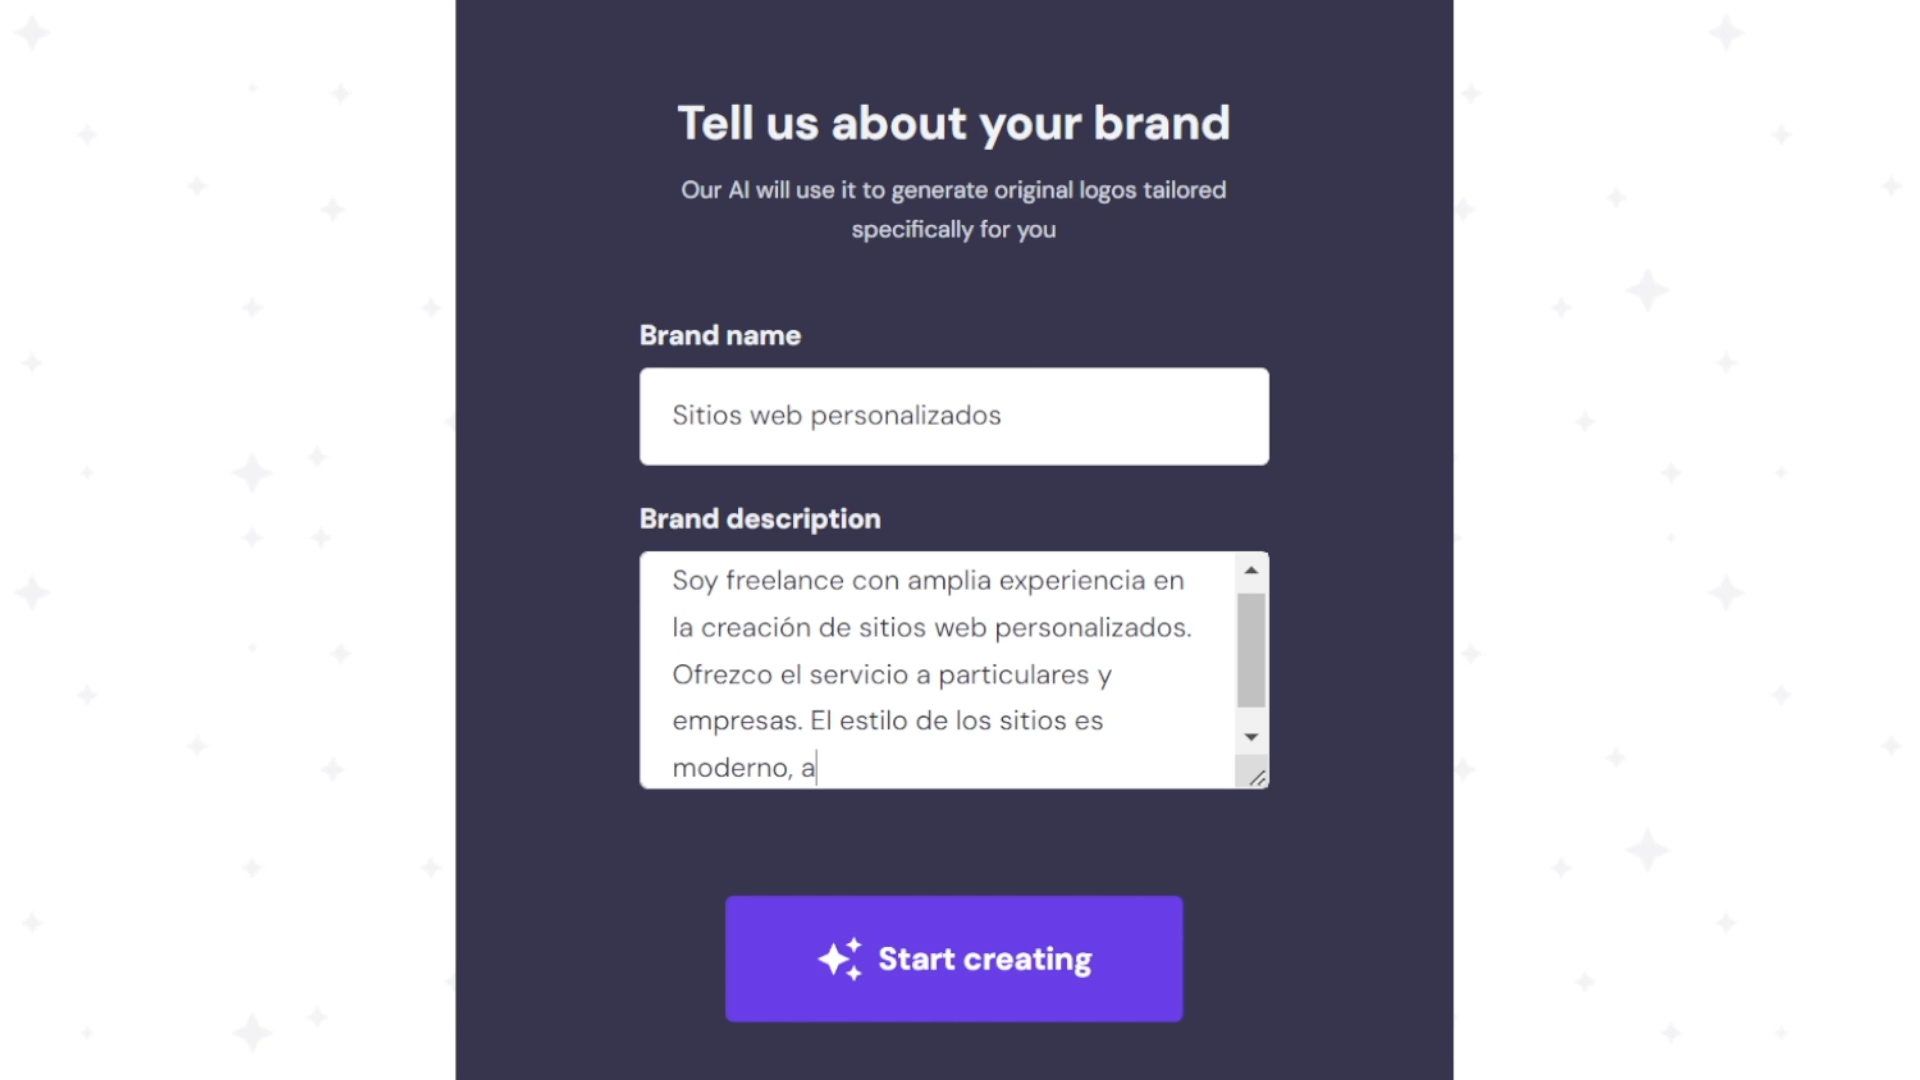 Tell us about your brand
Our AI will use it to generate original logos tailored
specifically for you
Brand name
Sitios web personalizados
Brand description
Soy freelance con amplia experiencia en
la creación de sitios web personalizados.
Ofrezco el servicio a particulares y
empresas. El estilo de los sitios es
moderno, a
Start creating